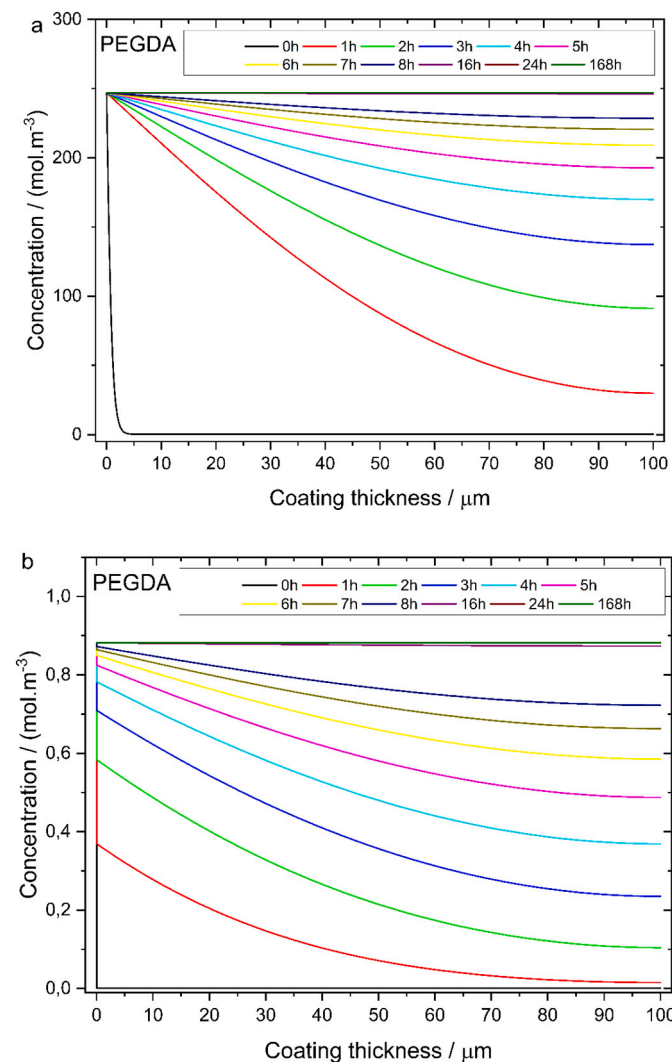 a
PEGDA
0h 1h 2h 3h 4h 5h
6h 7h 8h 16h 24h 168h
300
200
100
0
Concentration / (mol.m⁻³)
0 10 20 30 40 50 60 70 80 90 100
Coating thickness / μm
b
PEGDA
0h 1h 2h 3h 4h 5h
6h 7h 8h 16h 24h 168h
1,0
0,8
0,6
0,4
0,2
0,0
Concentration / (mol.m⁻³)
0 10 20 30 40 50 60 70 80 90 100
Coating thickness / μm